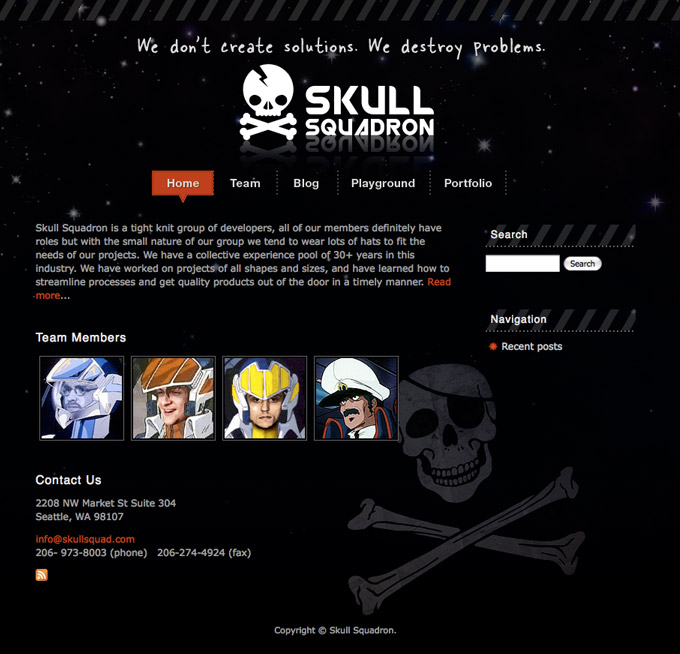 We don't create solutions. We destroy problems.
SKULL
SQUADRON
Home Team Blog Playground Portfolio
Skull Squadron is a tight knit group of developers, all of our members definitely have
roles but with the small nature of our group we tend to wear lots of hats to fit the
needs of our projects. We have a collective experience pool of 30+ years in this
industry. We have worked on projects of all shapes and sizes, and have learned how to
streamline processes and get quality products out of the door in a timely manner. Read
more...
Search
Search
Navigation
Recent posts
Team Members
Contact Us
2208 NW Market St Suite 304
Seattle, WA 98107
info@skullsquad.com
206- 973-8003 (phone) 206-274-4924 (fax)
Copyright © Skull Squadron.